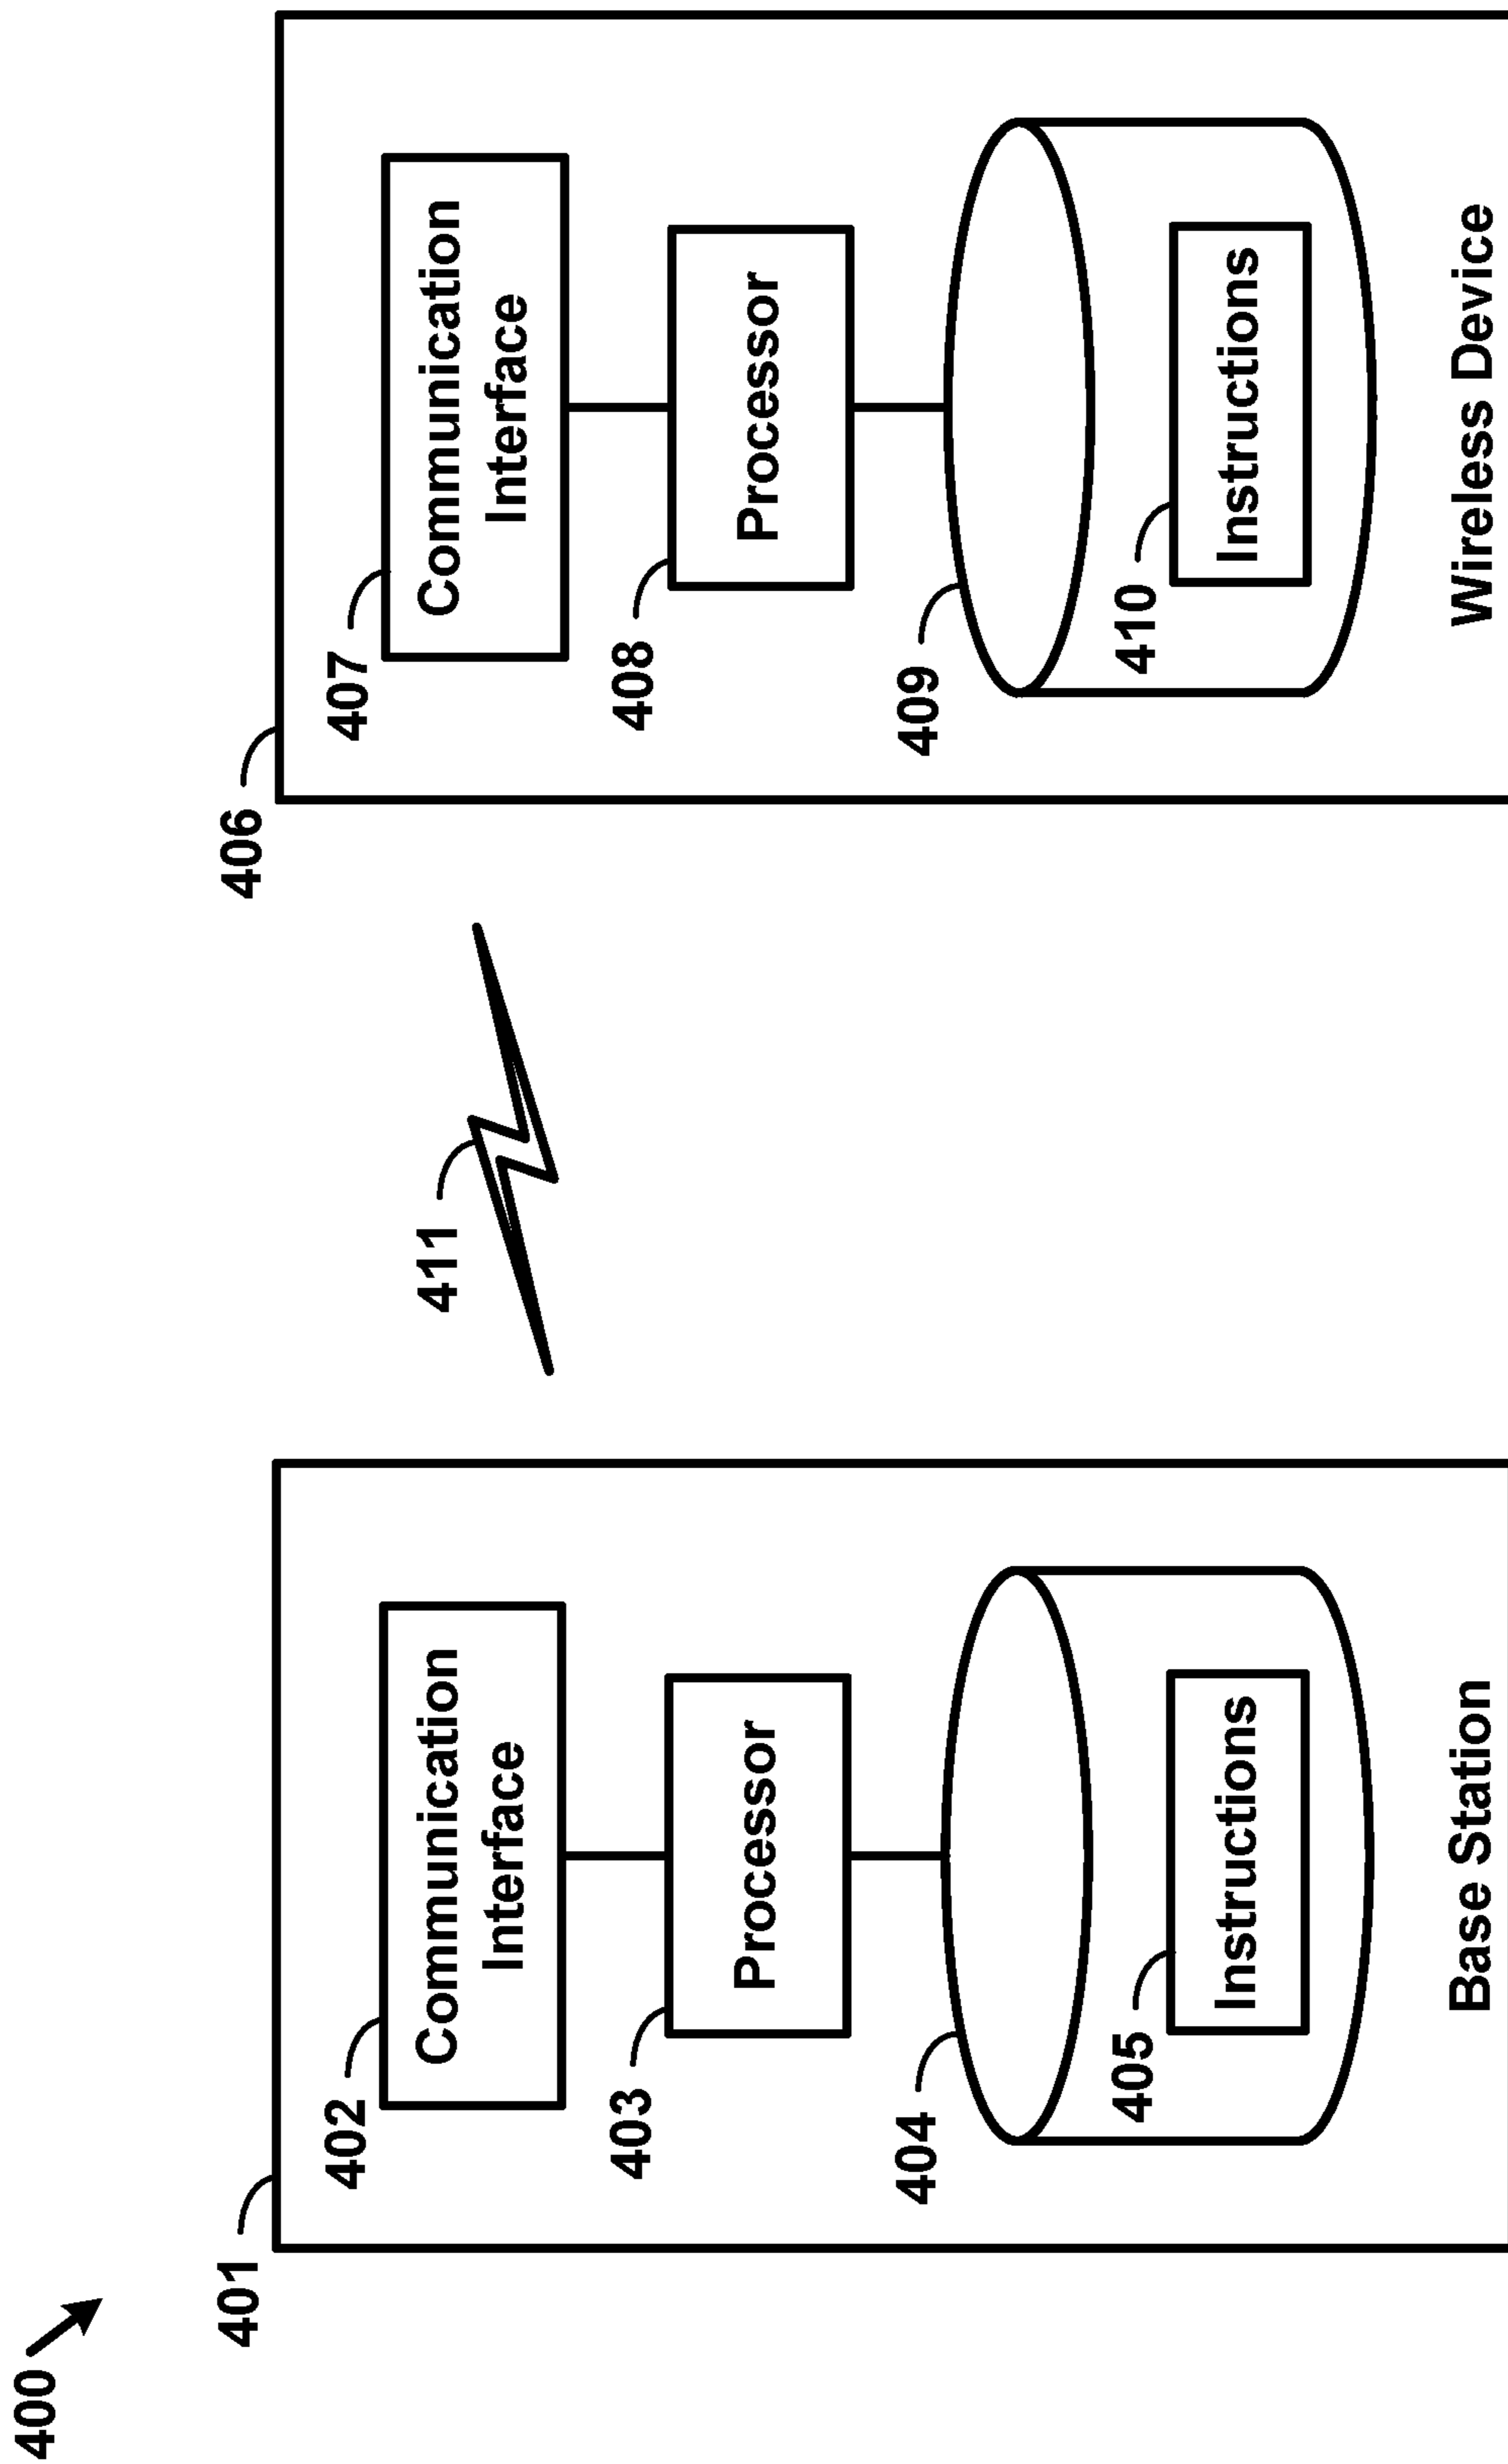 400
401
402
Communication
Interface
403
Processor
404
405
Instructions
Base Station
411
406
407
Communication
Interface
408
Processor
409
410
Instructions
Wireless Device